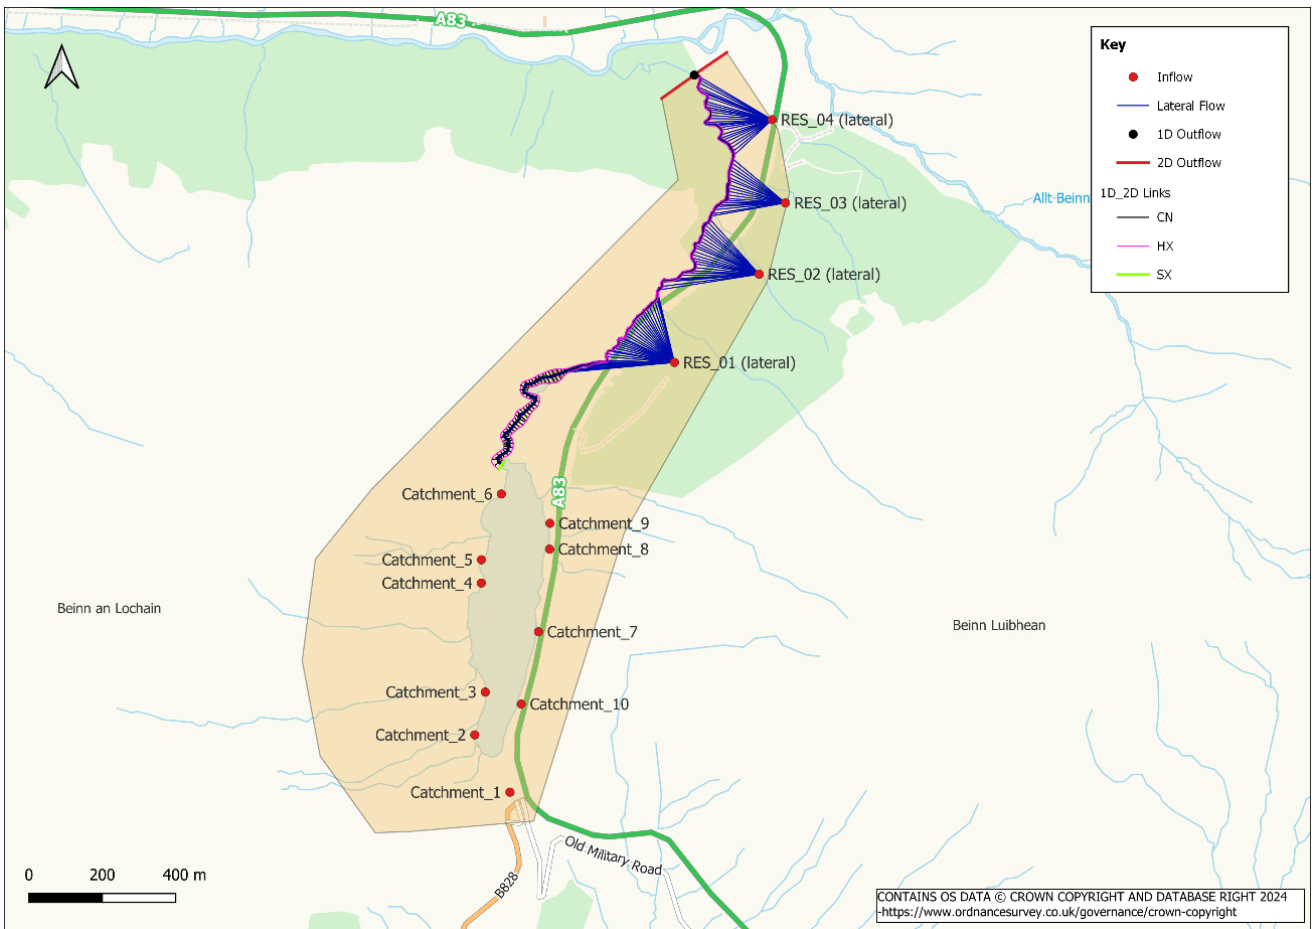 A83
Key
Inflow
Lateral Flow
1D Outflow
2D Outflow
1D_2D Links
CN
HX
SX
RES_04 (lateral)
RES_03 (lateral)
Allt Beinn
RES_02 (lateral)
RES_01 (lateral)
A83
Catchment_6
Catchment_9
Catchment_8
Catchment_5
Catchment_4
Beinn an Lochain
Catchment_7
Beinn Luibhean
Catchment_3
Catchment_10
Catchment_2
Catchment_1
Old Military Road
B828
0 200 400 m
CONTAINS OS DATA © CROWN COPYRIGHT AND DATABASE RIGHT 2024
-https://www.ordnancesurvey.co.uk/governance/crown-copyright